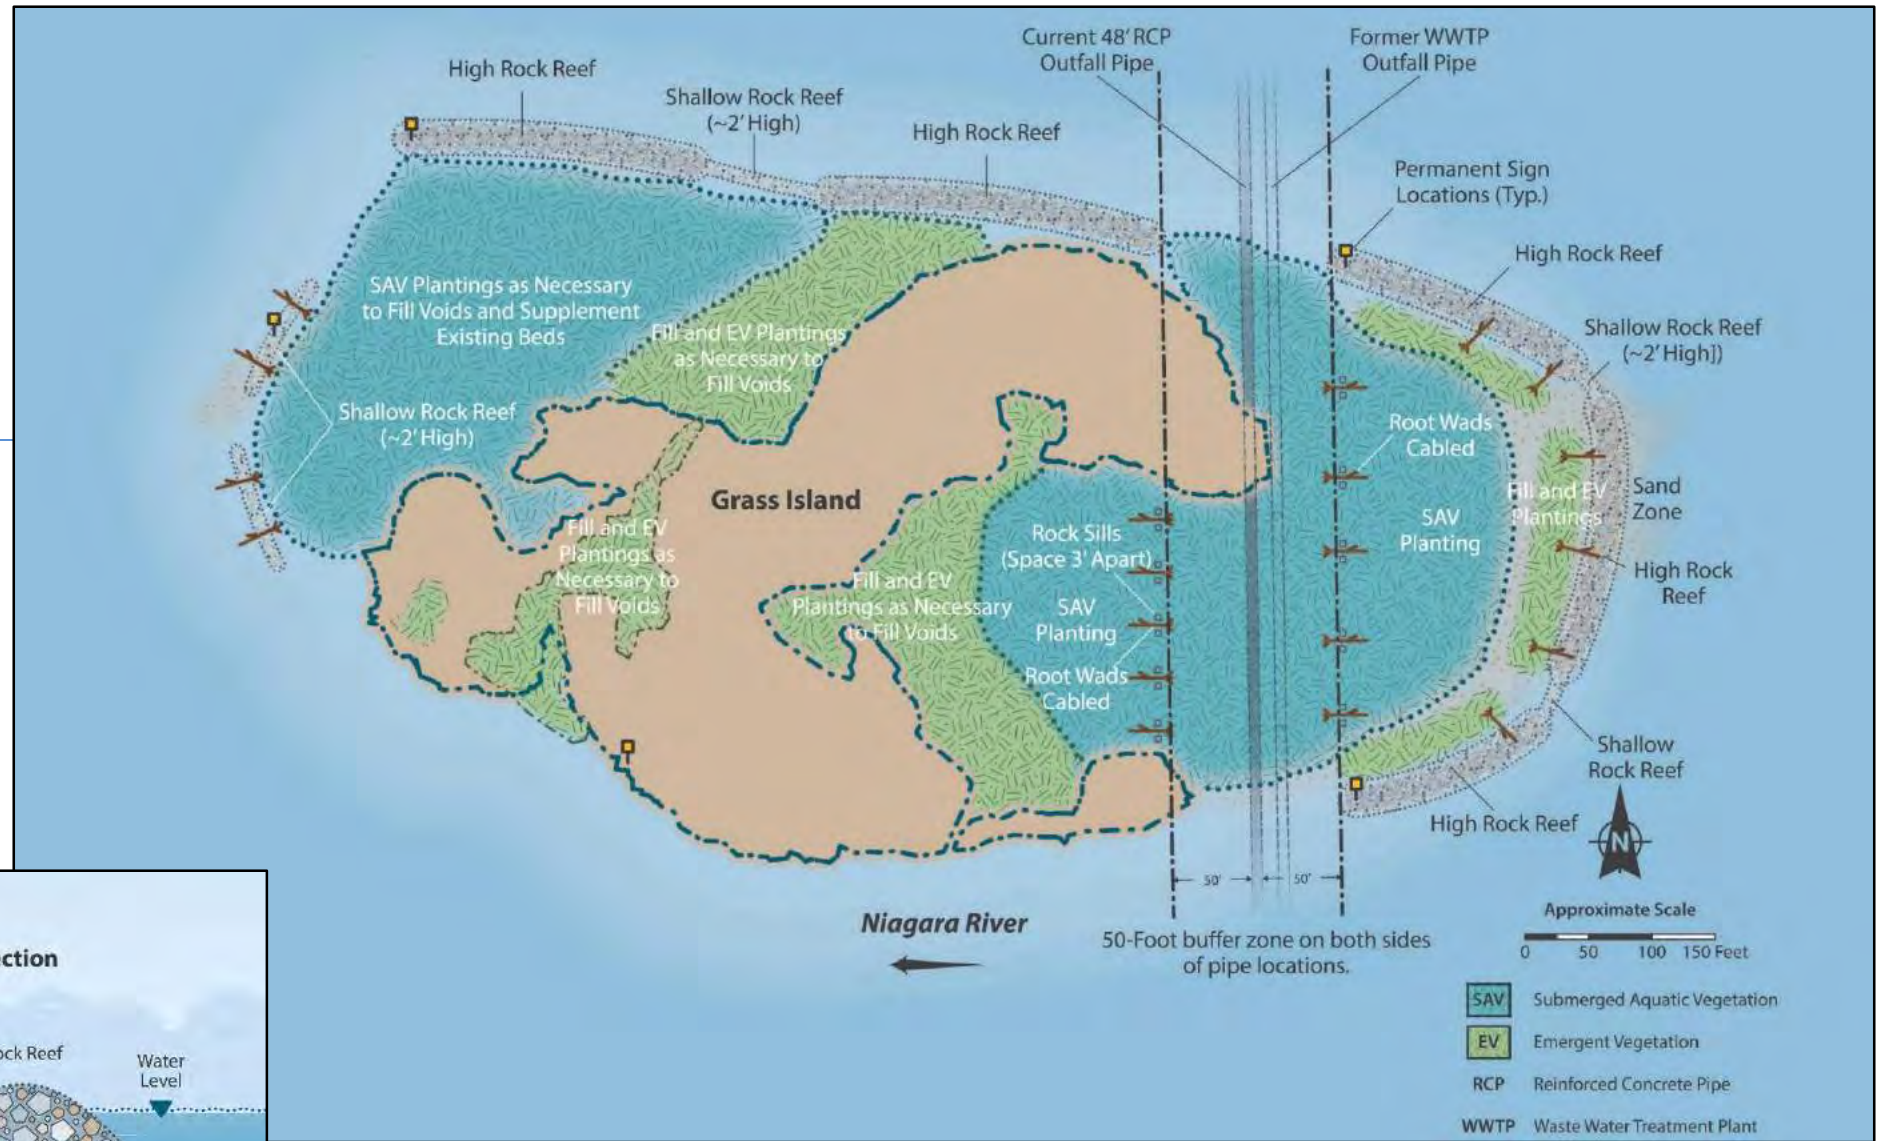 Current 48' RCP
Outfall Pipe
Former WWTP
Outfall Pipe
High Rock Reef
Shallow Rock Reef
(~2' High)
High Rock Reef
Permanent Sign
Locations (Typ.)
High Rock Reef
SAV Plantings as Necessary
to Fill Voids and Supplement
Existing Beds
Fill and EV Plantings
as Necessary to
Fill Voids
Shallow Rock Reef
(~2' High])
Shallow Rock Reef
(~2' High)
Root Wads
Cabled
Grass Island
Fill and EV
Plantings
Sand
Zone
SAV
Planting
Rock Sills
(Space 3' Apart)
Fill and EV
Plantings as
Necessary to
Fill Voids
Fill and EV
Plantings as Necessary
to Fill Voids
SAV
Planting
High Rock
Reef
Root Wads
Cabled
Shallow
Rock Reef
High Rock Reef
N
50'
50'
Niagara River
50-Foot buffer zone on both sides
of pipe locations.
Approximate Scale
0 50 100 150 Feet
SAV Submerged Aquatic Vegetation
EV Emergent Vegetation
RCP Reinforced Concrete Pipe
WWTP Waste Water Treatment Plant
ction
ock Reef
Water
Level